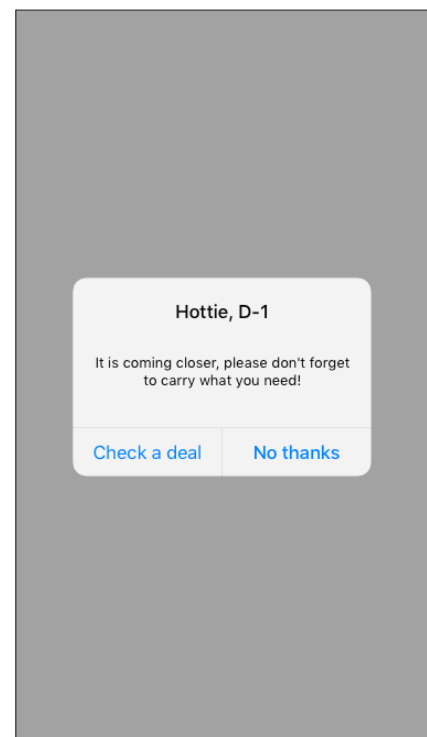 Hottie, D-1
It is coming closer, please don't forget
to carry what you need!
Check a deal
No thanks